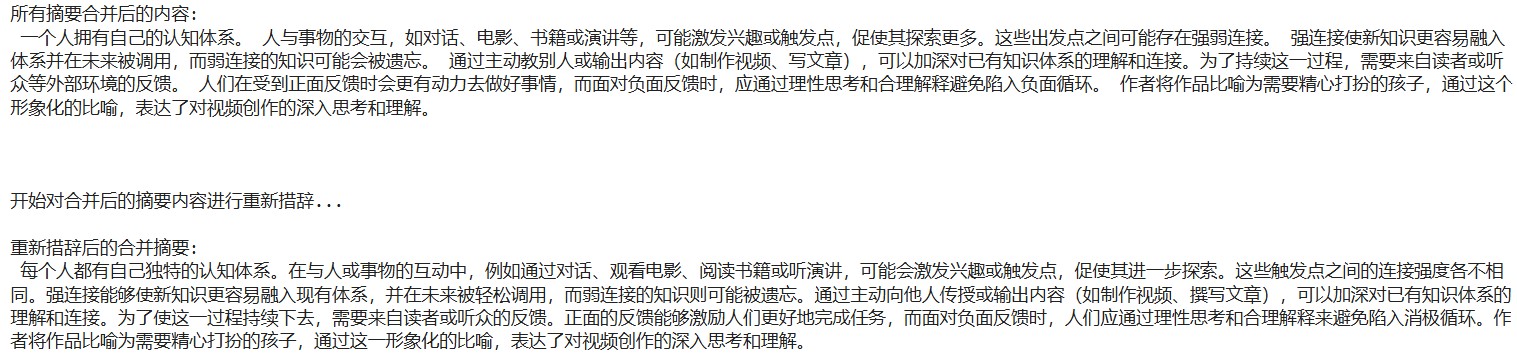 所有摘要合并后的内容:
一个人拥有自己的认知体系。 人与事物的交互，如对话、电影、书籍或演讲等，可能激发兴趣或触发点，促使其探索更多。这些出发点之间可能存在强弱连接。 强连接使新知识更容易融入
体系并在未来被调用，而弱连接的知识可能会被遗忘。 通过主动教别人或输出内容（如制作视频、写文章），可以加深对已有知识体系的理解和连接。为了持续这一过程，需要来自读者或听
众等外部环境的反馈。 人们在受到正面反馈时会更有动力去做好事情，而面对负面反馈时，应通过理性思考和合理解释避免陷入负面循环。 作者将作品比喻为需要精心打扮的孩子，通过这个
形象化的比喻，表达了对视频创作的深入思考和理解。
开始对合并后的摘要内容进行重新措辞...
重新措辞后的合并摘要:
每个人都有自己独特的认知体系。在与人或事物的互动中，例如通过对话、观看电影、阅读书籍或听演讲，可能会激发兴趣或触发点，促使其进一步探索。这些触发点之间的连接强度各不相
同。强连接能够使新知识更容易融入现有体系，并在未来被轻松调用，而弱连接的知识则可能被遗忘。通过主动向他人传授或输出内容（如制作视频、撰写文章），可以加深对已有知识体系的
理解和连接。为了使这一过程持续下去，需要来自读者或听众的反馈。正面的反馈能够激励人们更好地完成任务，而面对负面反馈时，人们应通过理性思考和合理解释来避免陷入消极循环。作
者将作品比喻为需要精心打扮的孩子，通过这一形象化的比喻，表达了对视频创作的深入思考和理解。